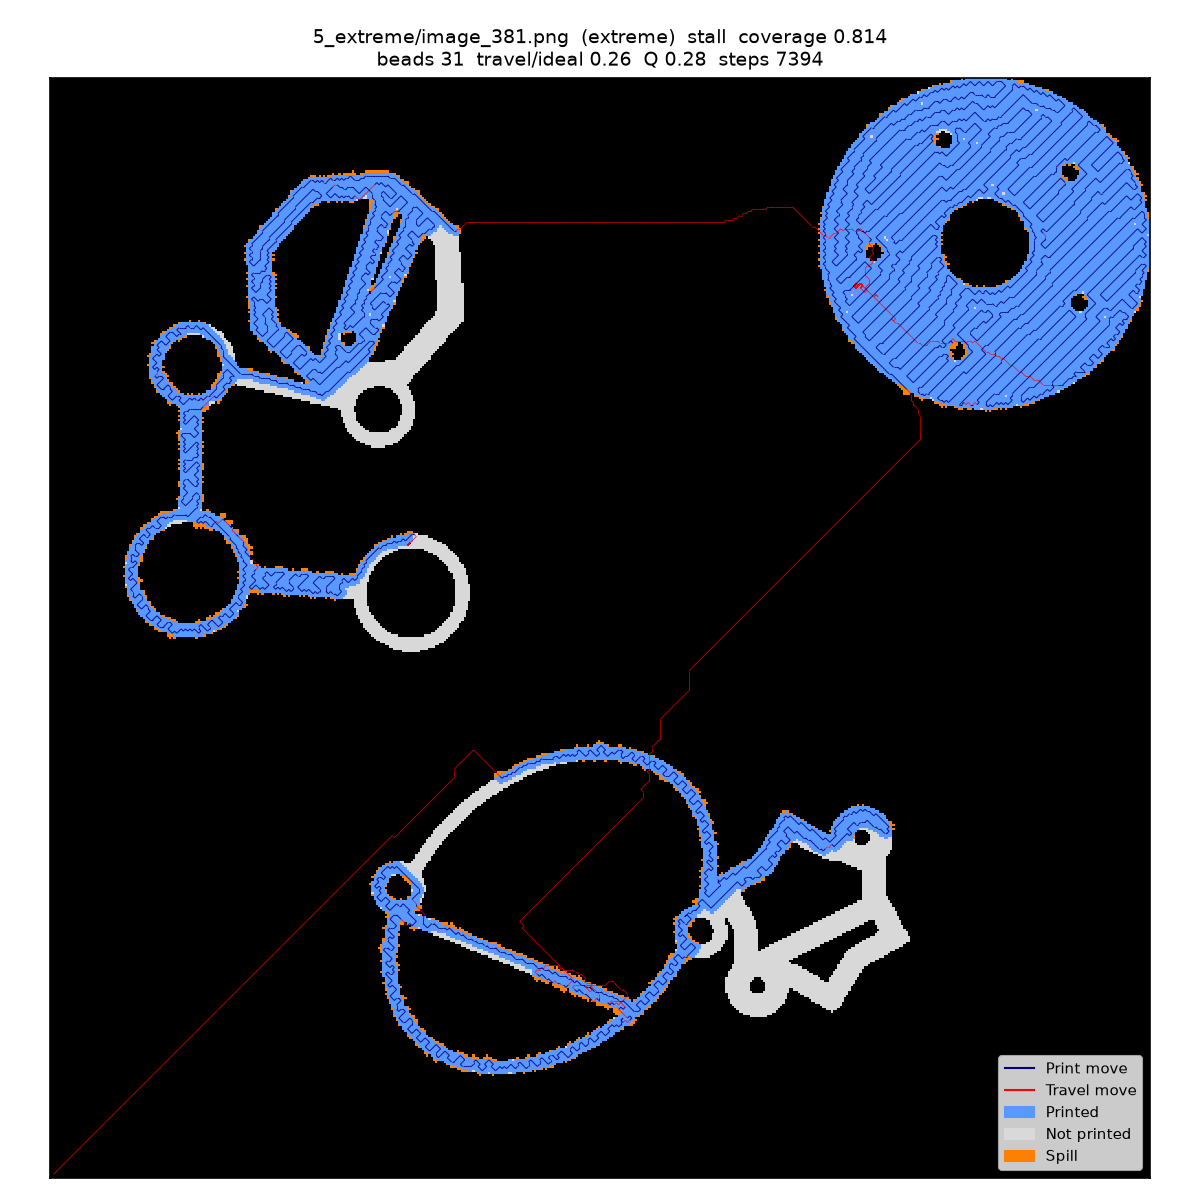 5_extreme/image_381.png  (extreme)  stall  coverage 0.814
beads 31  travel/ideal 0.26  Q 0.28  steps 7394
Print move
Travel move
Printed
Not printed
Spill